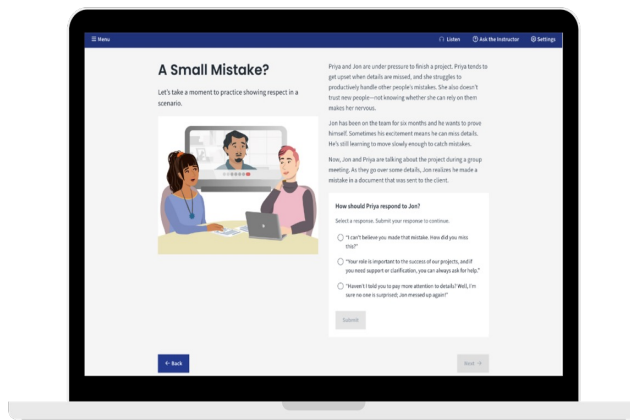 ☰ Menu
Listen
Ask the Instructor
Settings
A Small Mistake?
Let's take a moment to practice showing respect in a
scenario.
Priya and Jon are under pressure to finish a project. Priya tends to
get upset when details are missed, and she struggles to
productively handle other people's mistakes. She also doesn't
trust new people—not knowing whether she can rely on them
makes her nervous.
Jon has been on the team for six months and he wants to prove
himself. Sometimes his excitement means he can miss details.
He's still learning to move slowly enough to catch mistakes.
Now, Jon and Priya are talking about the project during a group
meeting. As they go over some details, Jon realizes he made a
mistake in a document that was sent to the client.
How should Priya respond to Jon?
Select a response. Submit your response to continue.
"I can't believe you made that mistake. How did you miss
this?"
"Your role is important to the success of our projects, and if
you need support or clarification, you can always ask for help."
"Haven't I told you to pay more attention to details? Well, I'm
sure no one is surprised; Jon messed up again!"
Submit
← Back
Next →